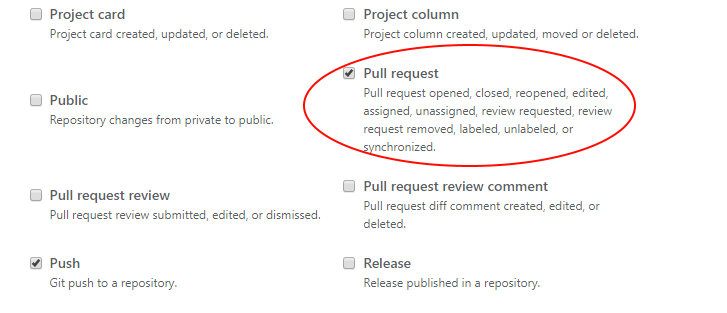 Project card
Project card created, updated, or deleted.
Project column
Project column created, updated, moved or deleted.
Public
Repository changes from private to public.
Pull request
Pull request opened, closed, reopened, edited,
assigned, unassigned, review requested, review
request removed, labeled, unlabeled, or
synchronized.
Pull request review
Pull request review submitted, edited, or dismissed.
Pull request review comment
Pull request diff comment created, edited, or
deleted.
Push
Git push to a repository.
Release
Release published in a repository.